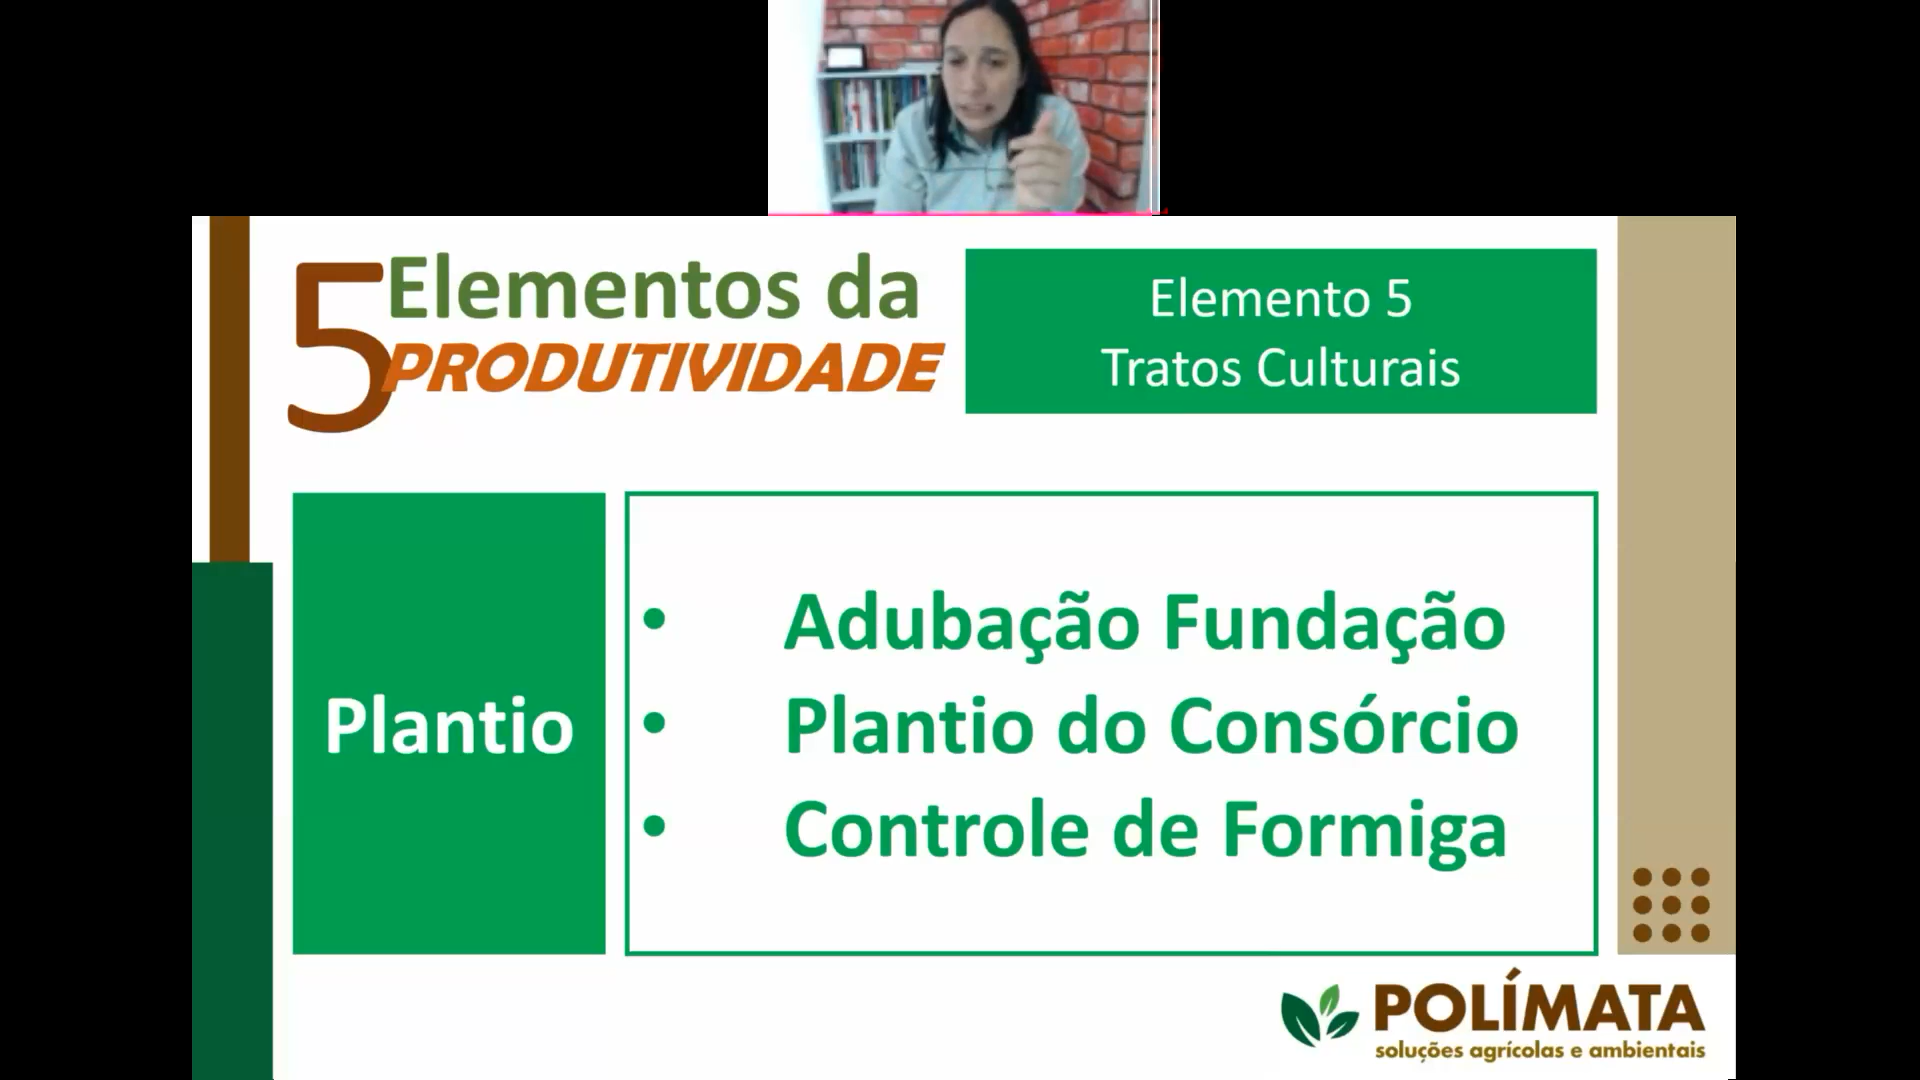 5 Elementos da
PRODUTIVIDADE
Elemento 5
Tratos Culturais
Plantio
• Adubação Fundação
• Plantio do Consórcio
• Controle de Formiga
POLÍMATA
soluções agrícolas e ambientais